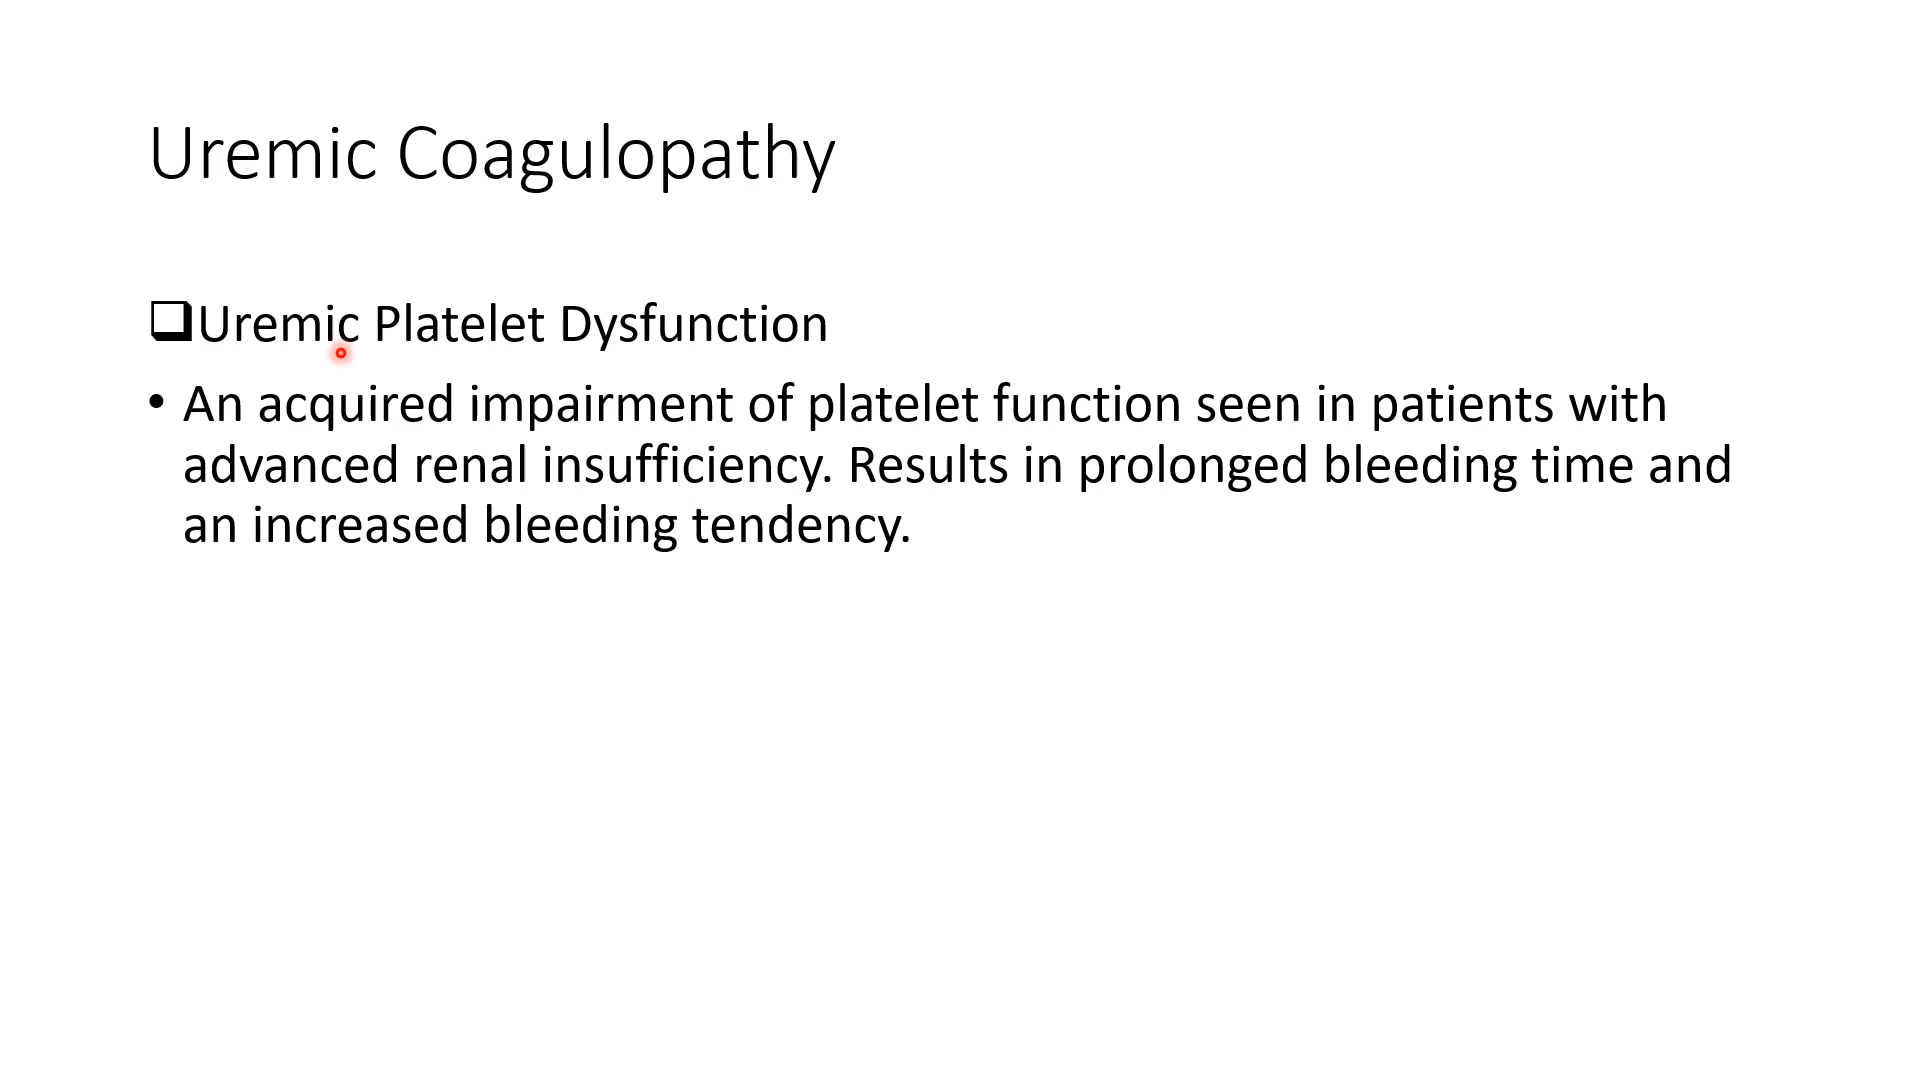 Uremic Coagulopathy
❑Uremic Platelet Dysfunction
• An acquired impairment of platelet function seen in patients with
advanced renal insufficiency. Results in prolonged bleeding time and
an increased bleeding tendency.